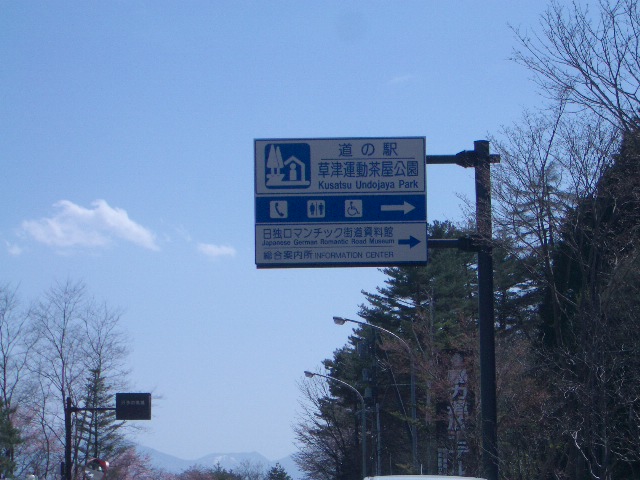 道の駅
草津運動茶屋公園
Kusatsu Undojaya Park
日独ロマンチック街道資料館
Japanese German Romantic Road Museum
総合案内所 INFORMATION CENTER